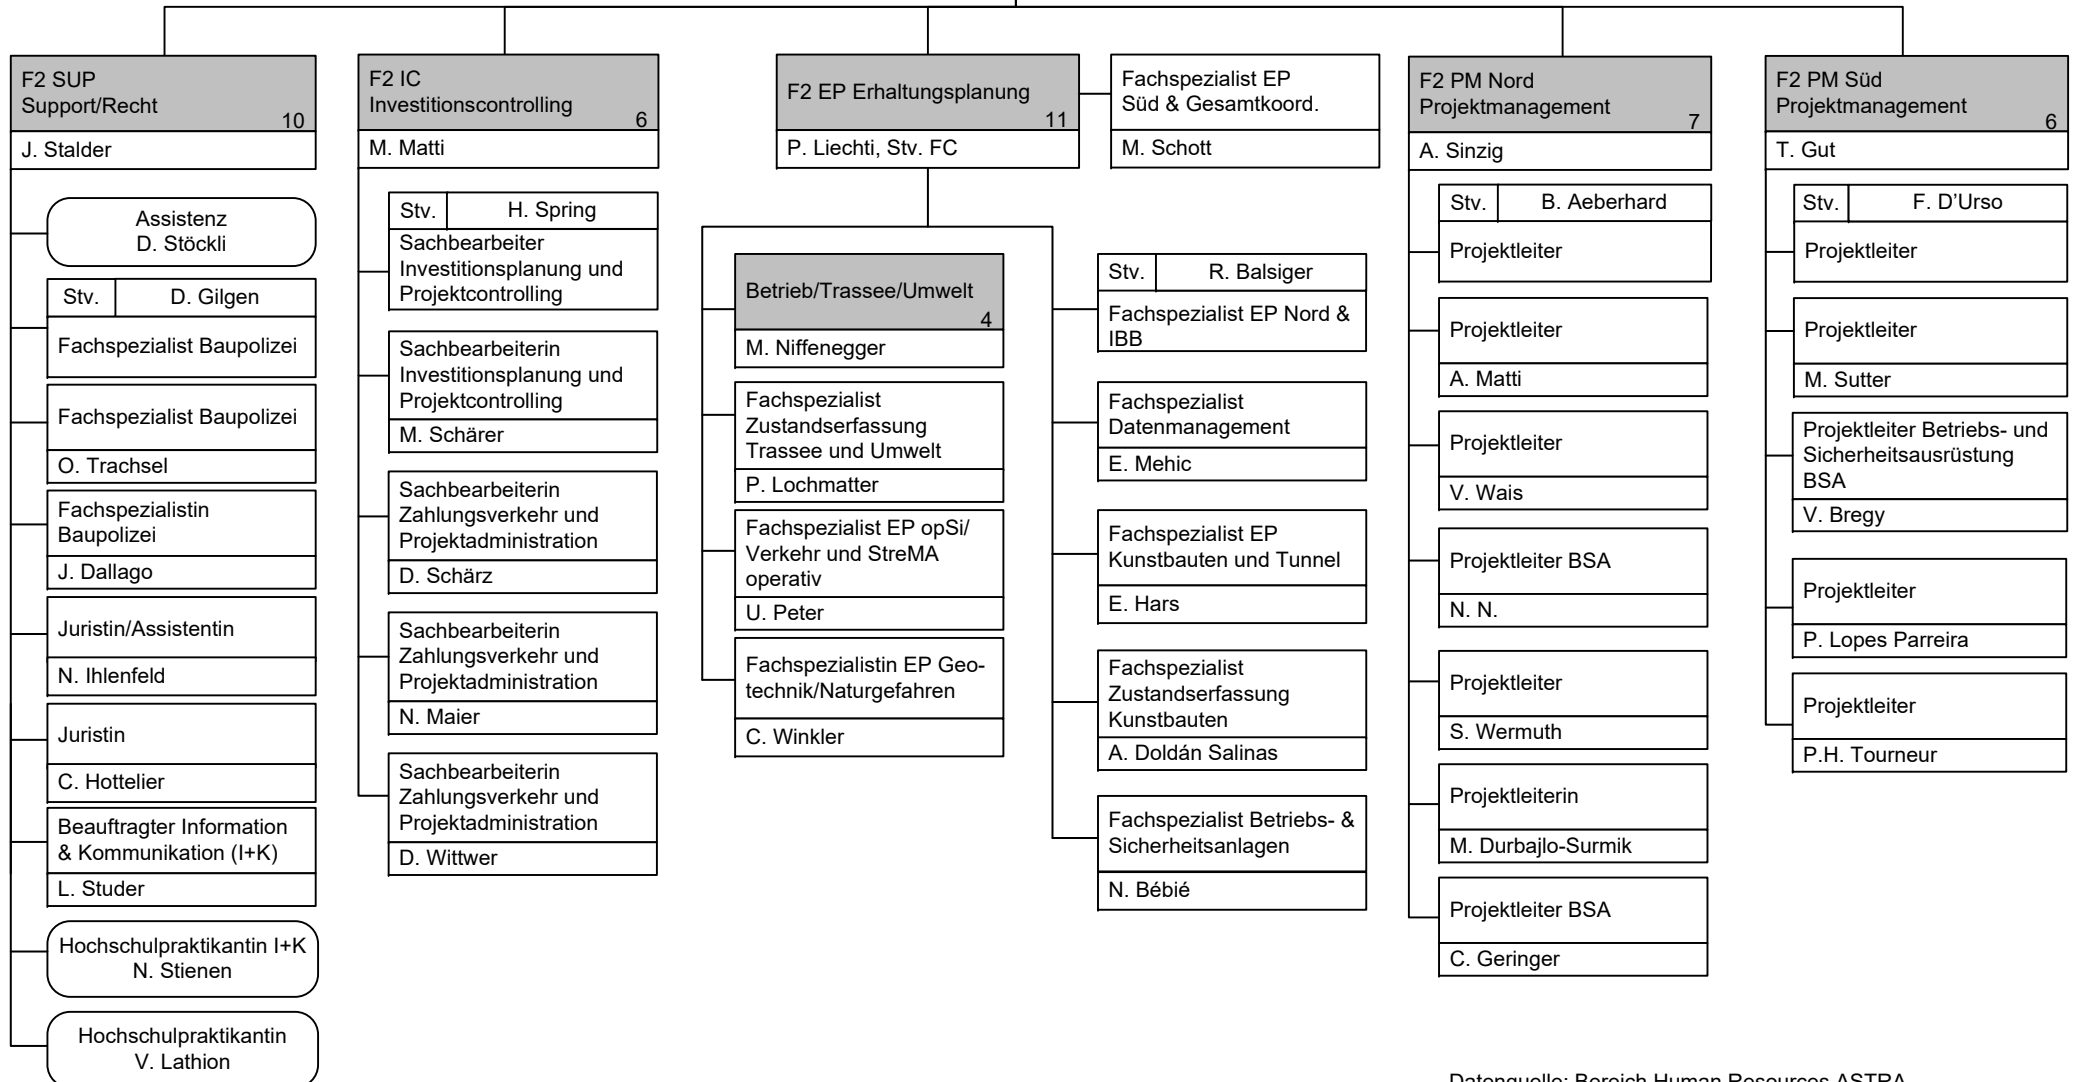 F2 SUP
Support/Recht
10
J. Stalder
Assistenz
D. Stöckli
Stv.
D. Gilgen
Fachspezialist Baupolizei
Fachspezialist Baupolizei
O. Trachsel
Fachspezialistin
Baupolizei
J. Dallago
Juristin/Assistentin
N. Ihlenfeld
Juristin
C. Hottelier
Beauftragter Information
& Kommunikation (I+K)
L. Studer
Hochschulpraktikantin I+K
N. Stienen
Hochschulpraktikantin
V. Lathion
F2 IC
Investitionscontrolling
6
M. Matti
Stv.
H. Spring
Sachbearbeiter
Investitionsplanung und
Projektcontrolling
Sachbearbeiterin
Investitionsplanung und
Projektcontrolling
M. Schärer
Sachbearbeiterin
Zahlungsverkehr und
Projektadministration
D. Schärz
Sachbearbeiterin
Zahlungsverkehr und
Projektadministration
N. Maier
Sachbearbeiterin
Zahlungsverkehr und
Projektadministration
D. Wittwer
F2 EP Erhaltungsplanung
11
P. Liechti, Stv. FC
Fachspezialist EP
Süd & Gesamtkoord.
M. Schott
Betrieb/Trassee/Umwelt
4
M. Niffenegger
Fachspezialist
Zustandserfassung
Trassee und Umwelt
P. Lochmatter
Fachspezialist EP opSi/
Verkehr und StreMA
operativ
U. Peter
Fachspezialistin EP Geo-
technik/Naturgefahren
C. Winkler
Stv.
R. Balsiger
Fachspezialist EP Nord &
IBB
Fachspezialist
Datenmanagement
E. Mehic
Fachspezialist EP
Kunstbauten und Tunnel
E. Hars
Fachspezialist
Zustandserfassung
Kunstbauten
A. Doldán Salinas
Fachspezialist Betriebs- &
Sicherheitsanlagen
N. Bébié
F2 PM Nord
Projektmanagement
7
A. Sinzig
Stv.
B. Aeberhard
Projektleiter
Projektleiter
A. Matti
Projektleiter
V. Wais
Projektleiter BSA
N. N.
Projektleiter
S. Wermuth
Projektleiterin
M. Durbajlo-Surmik
Projektleiter BSA
C. Geringer
F2 PM Süd
Projektmanagement
6
T. Gut
Stv.
F. D’Urso
Projektleiter
Projektleiter
M. Sutter
Projektleiter Betriebs- und
Sicherheitsausrüstung
BSA
V. Bregy
Projektleiter
P. Lopes Parreira
Projektleiter
P.H. Tourneur
Datenquelle: Bereich Human Resources ASTRA